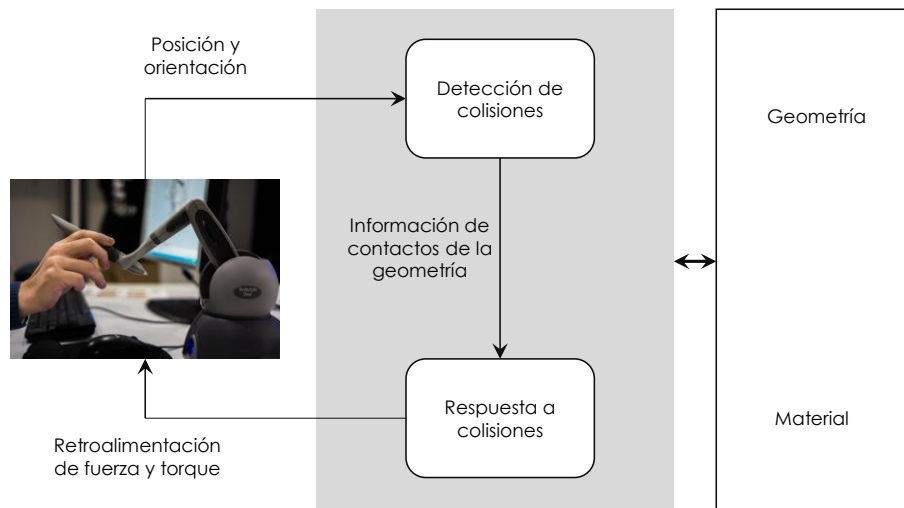 Posición y
orientación
Detección de
colisiones
Geometría
Información de
contactos de la
geometría
Respuesta a
colisiones
Material
Retroalimentación
de fuerza y torque